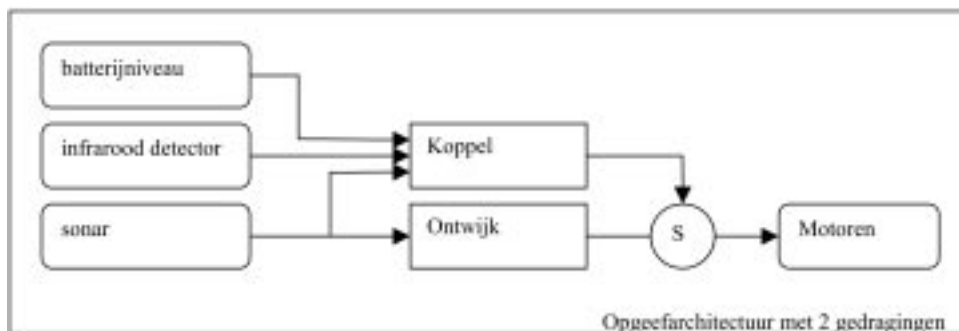 batterijniveau
infrarood detector
Koppel
sonar
Ontwijk
S
Motoren
Opgeefarchitectuur met 2 gedragingen